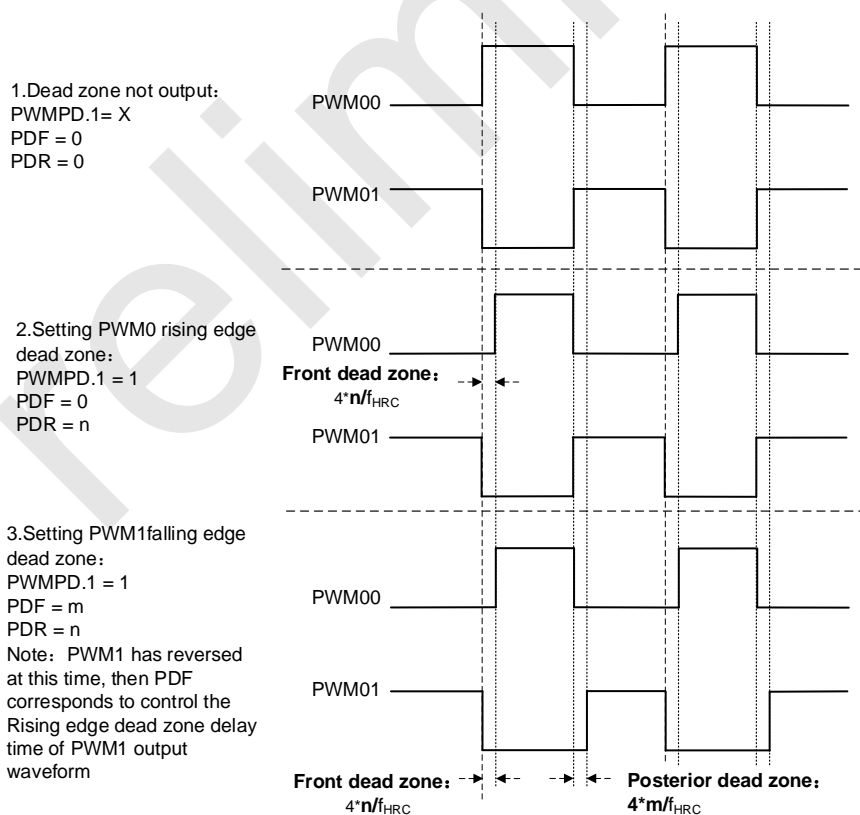 1.Dead zone not output：
PWMPD.1= X
PDF = 0
PDR = 0
PWM00
PWM01
2.Setting PWM0 rising edge
dead zone：
PWMPD.1 = 1
PDF = 0
PDR = n
PWM00
Front dead zone：
4*n/fHRC
PWM01
3.Setting PWM1falling edge
dead zone：
PWMPD.1 = 1
PDF = m
PDR = n
Note：PWM1 has reversed
at this time, then PDF
corresponds to control the
Rising edge dead zone delay
time of PWM1 output
waveform
PWM00
PWM01
Front dead zone：
4*n/fHRC
Posterior dead zone：
4*m/fHRC
relim